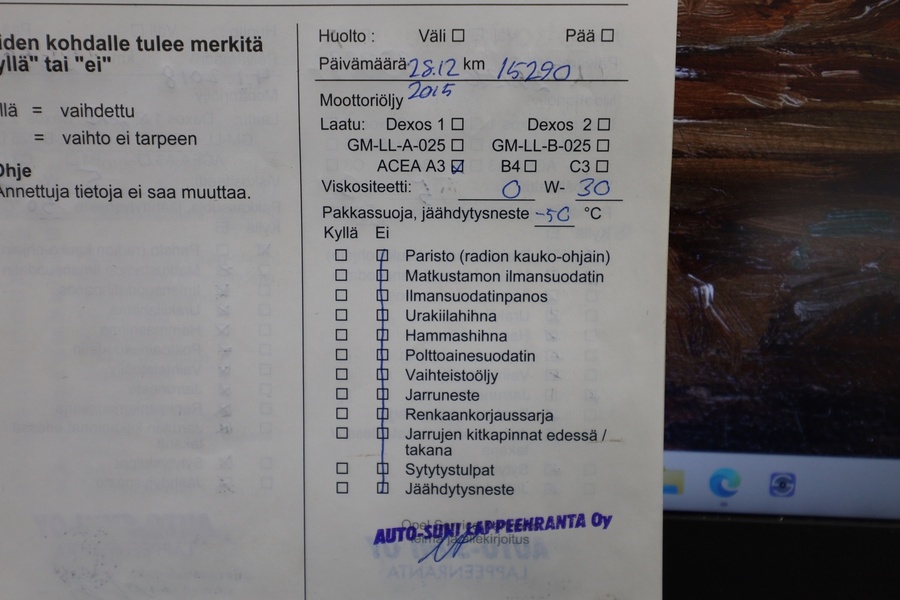 iden kohdalle tulee merkitä
yllä" tai "ei"
llä = vaihdettu
= vaihto ei tarpeen
Ohje
Annettuja tietoja ei saa muuttaa.
Huolto : Väli ☐ Pää ☐
Päivämäärä 28.12 km 15290
2015
Moottoriöljy
Laatu: Dexos 1 ☐ Dexos 2 ☐
GM-LL-A-025 ☐ GM-LL-B-025 ☐
ACEA A3 ☑ B4 ☐ C3 ☐
Viskositeetti: 0 W- 30
Pakkassuoja, jäähdytysneste -50 °C
Kyllä Ei
☐ ☐ Paristo (radion kauko-ohjain)
☐ ☐ Matkustamon ilmansuodatin
☐ ☐ Ilmansuodatinpanos
☐ ☐ Urakiilahihna
☐ ☐ Hammashihna
☐ ☐ Polttoainesuodatin
☐ ☐ Vaihteistoöljy
☐ ☐ Jarruneste
☐ ☐ Renkaankorjaussarja
☐ ☐ Jarrujen kitkapinnat edessä /
takana
☐ ☐ Sytytystulpat
☐ ☐ Jäähdytysneste
AUTO-SUNI LAPPEENRANTA Oy